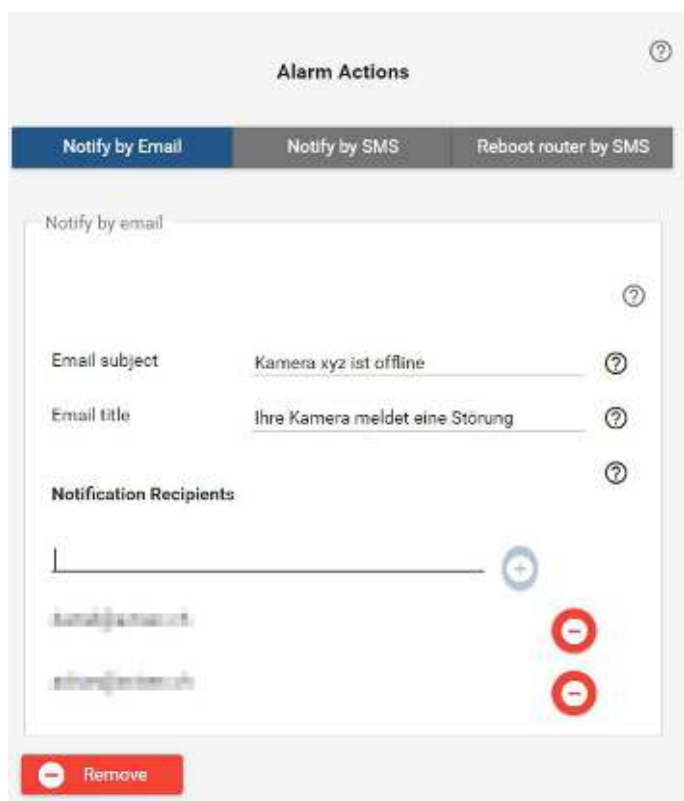 Alarm Actions
Notify by Email Notify by SMS Reboot router by SMS
Notify by email
Email subject Kamera xyz ist offline
Email title Ihre Kamera meldet eine Störung
Notification Recipients
Remove